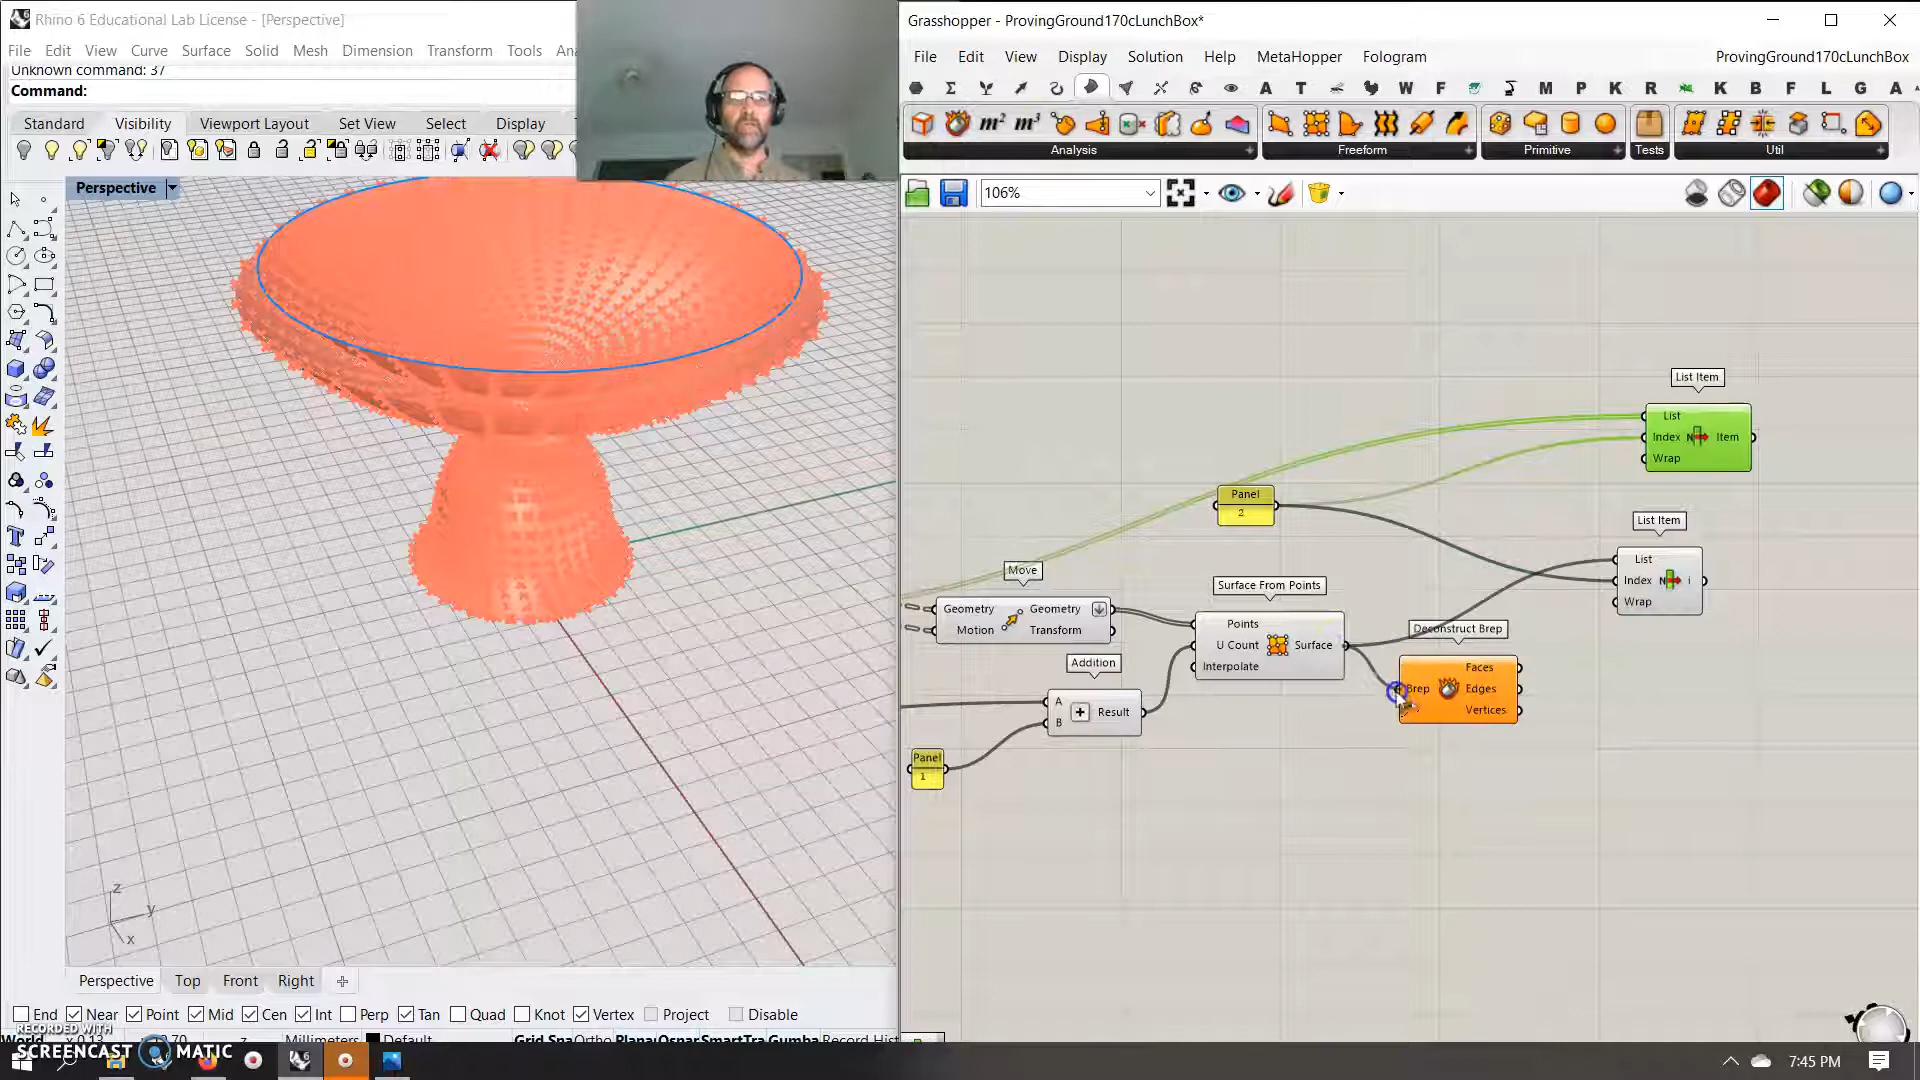 Rhino 6 Educational Lab License - [Perspective]
File Edit View Curve Surface Solid Mesh Dimension Transform Tools
Unknown command: 37
Command:
Standard Visibility Viewport Layout Set View Select Display
Perspective
z
y
x
Perspective Top Front Right
End Near Point Mid Cen Int Perp Tan Quad Knot Vertex Project Disable
Millimeters Default
RECORDED WITH
SCREENCAST MATIC
Grasshopper - ProvingGround170cLunchBox*
File Edit View Display Solution Help MetaHopper Fologram ProvingGround170cLunchBox
A T W F M P K R K B F L G A
m² m³
Analysis Freeform Primitive Tests Util
106%
List Item
List
Index Item
Wrap
Panel
2
List Item
List
Index i
Wrap
Move
Geometry Geometry
Motion Transform
Surface From Points
Points
U Count Surface
Interpolate
Deconstruct Brep
Faces
Brep Edges
Vertices
Addition
A
B Result
Panel
1
7:45 PM